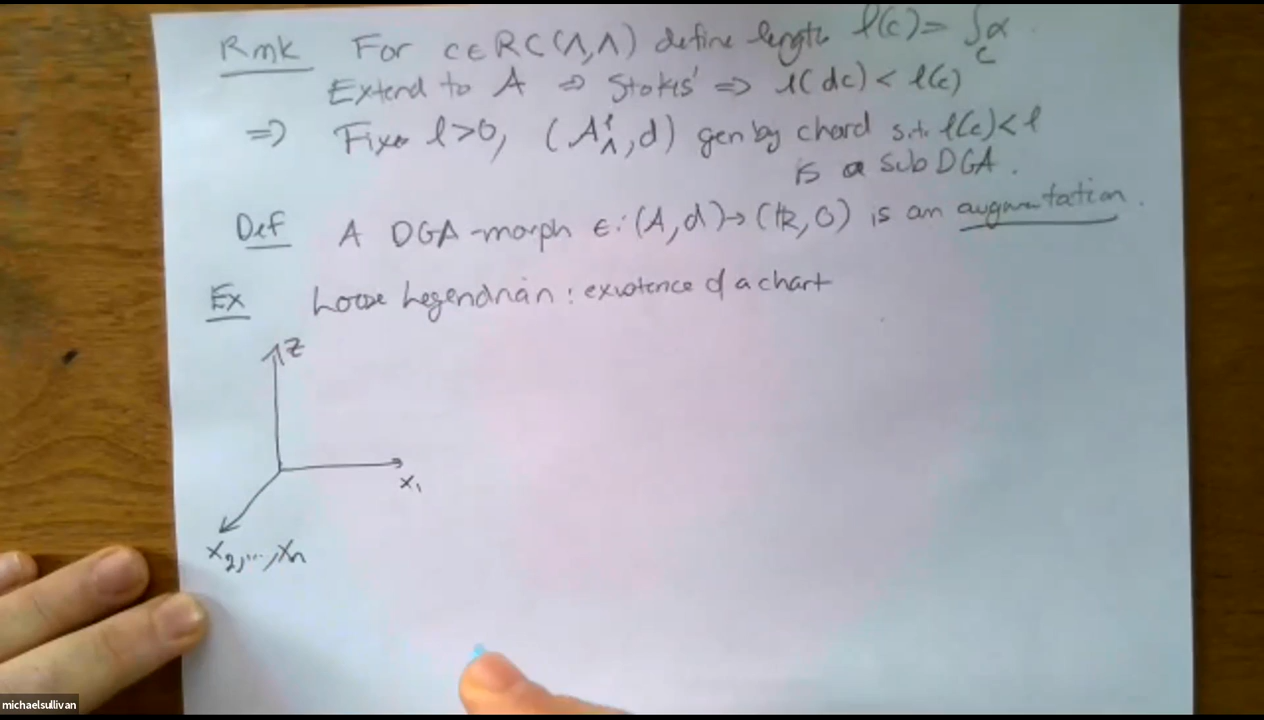 Rmk For c ∈ RC(Λ,Λ) define length l(c) = ∫_c α
Extend to A ⇒ Stokes' ⇒ l(dc) < l(c)
⇒ Fix l>0, (A^l_Λ, d) gen by chord s.t. l(c)<l
is a sub DGA.
Def A DGA-morph ε: (A,d) → (k,0) is an augmentation.
Ex Loose Legendrian: existence of a chart
z
x₁
x₂,...,xₙ
michaelsullivan